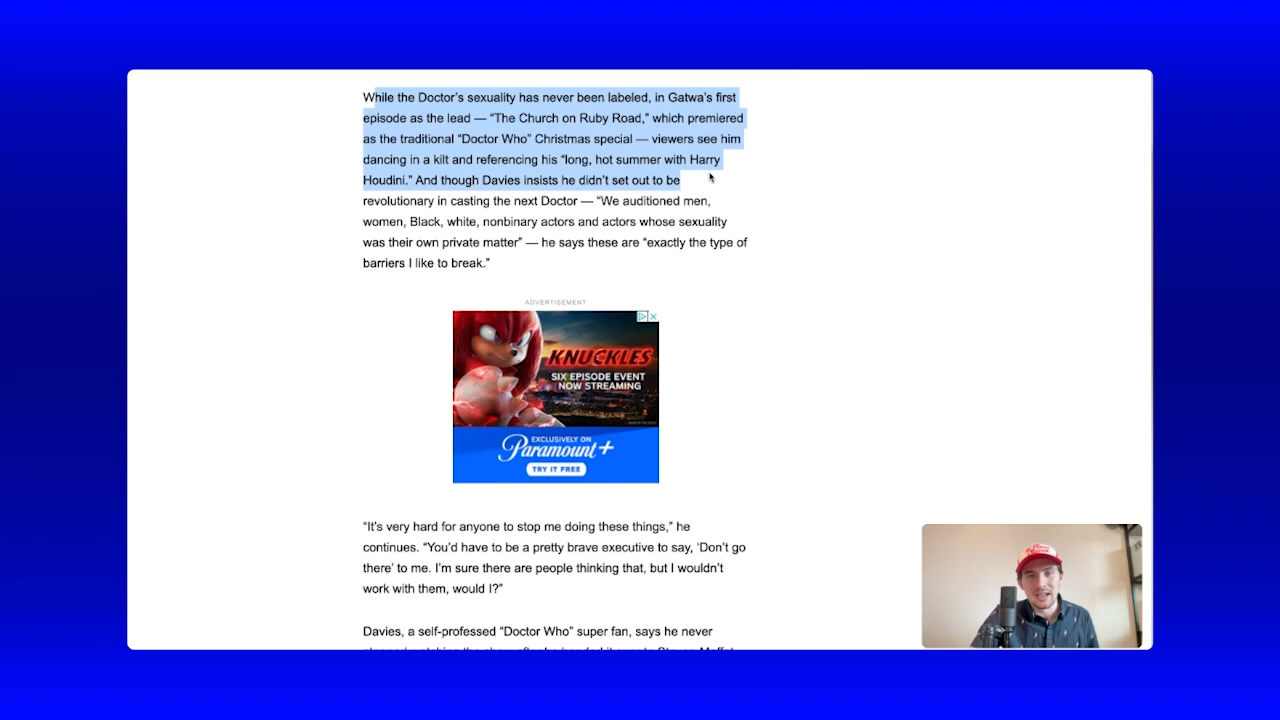 While the Doctor’s sexuality has never been labeled, in Gatwa’s first
episode as the lead — “The Church on Ruby Road,” which premiered
as the traditional “Doctor Who” Christmas special — viewers see him
dancing in a kilt and referencing his “long, hot summer with Harry
Houdini.” And though Davies insists he didn’t set out to be
revolutionary in casting the next Doctor — “We auditioned men,
women, Black, white, nonbinary actors and actors whose sexuality
was their own private matter” — he says these are “exactly the type of
barriers I like to break.”
ADVERTISEMENT
KNUCKLES
SIX EPISODE EVENT
NOW STREAMING
EXCLUSIVELY ON
Paramount+
TRY IT FREE
“It’s very hard for anyone to stop me doing these things,” he
continues. “You’d have to be a pretty brave executive to say, ‘Don’t go
there’ to me. I’m sure there are people thinking that, but I wouldn’t
work with them, would I?”
Davies, a self-professed “Doctor Who” super fan, says he never